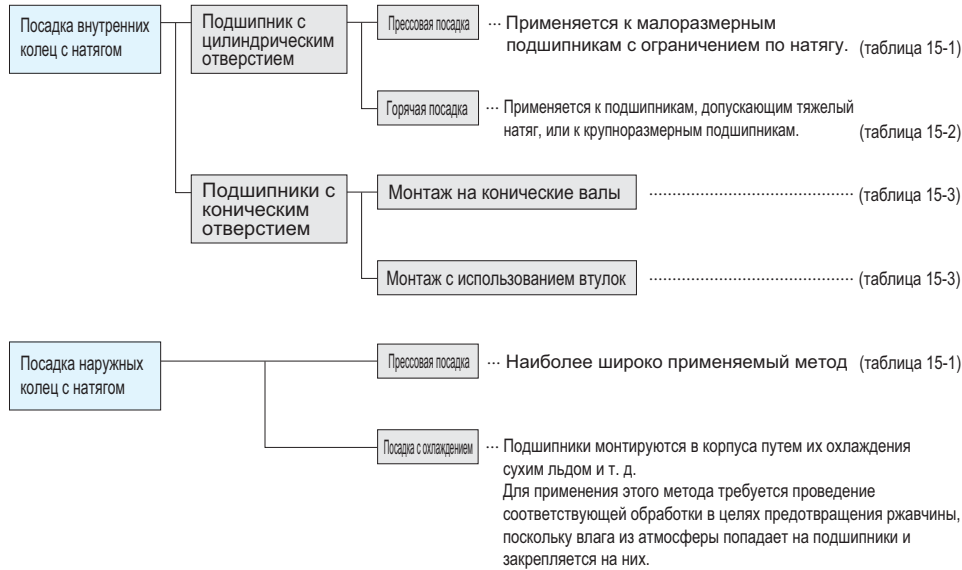 Посадка внутренних
колец с натягом
Подшипник с
цилиндрическим
отверстием
Прессовая посадка
··· Применяется к малоразмерным
подшипникам с ограничением по натягу. (таблица 15-1)
Горячая посадка
··· Применяется к подшипникам, допускающим тяжелый
натяг, или к крупноразмерным подшипникам. (таблица 15-2)
Подшипники с
коническим
отверстием
Монтаж на конические валы ··········································· (таблица 15-3)
Монтаж с использованием втулок ··········································· (таблица 15-3)
Посадка наружных
колец с натягом
Прессовая посадка ··· Наиболее широко применяемый метод (таблица 15-1)
Посадка с охлаждением ··· Подшипники монтируются в корпуса путем их охлаждения
сухим льдом и т. д.
Для применения этого метода требуется проведение
соответствующей обработки в целях предотвращения ржавчины,
поскольку влага из атмосферы попадает на подшипники и
закрепляется на них.